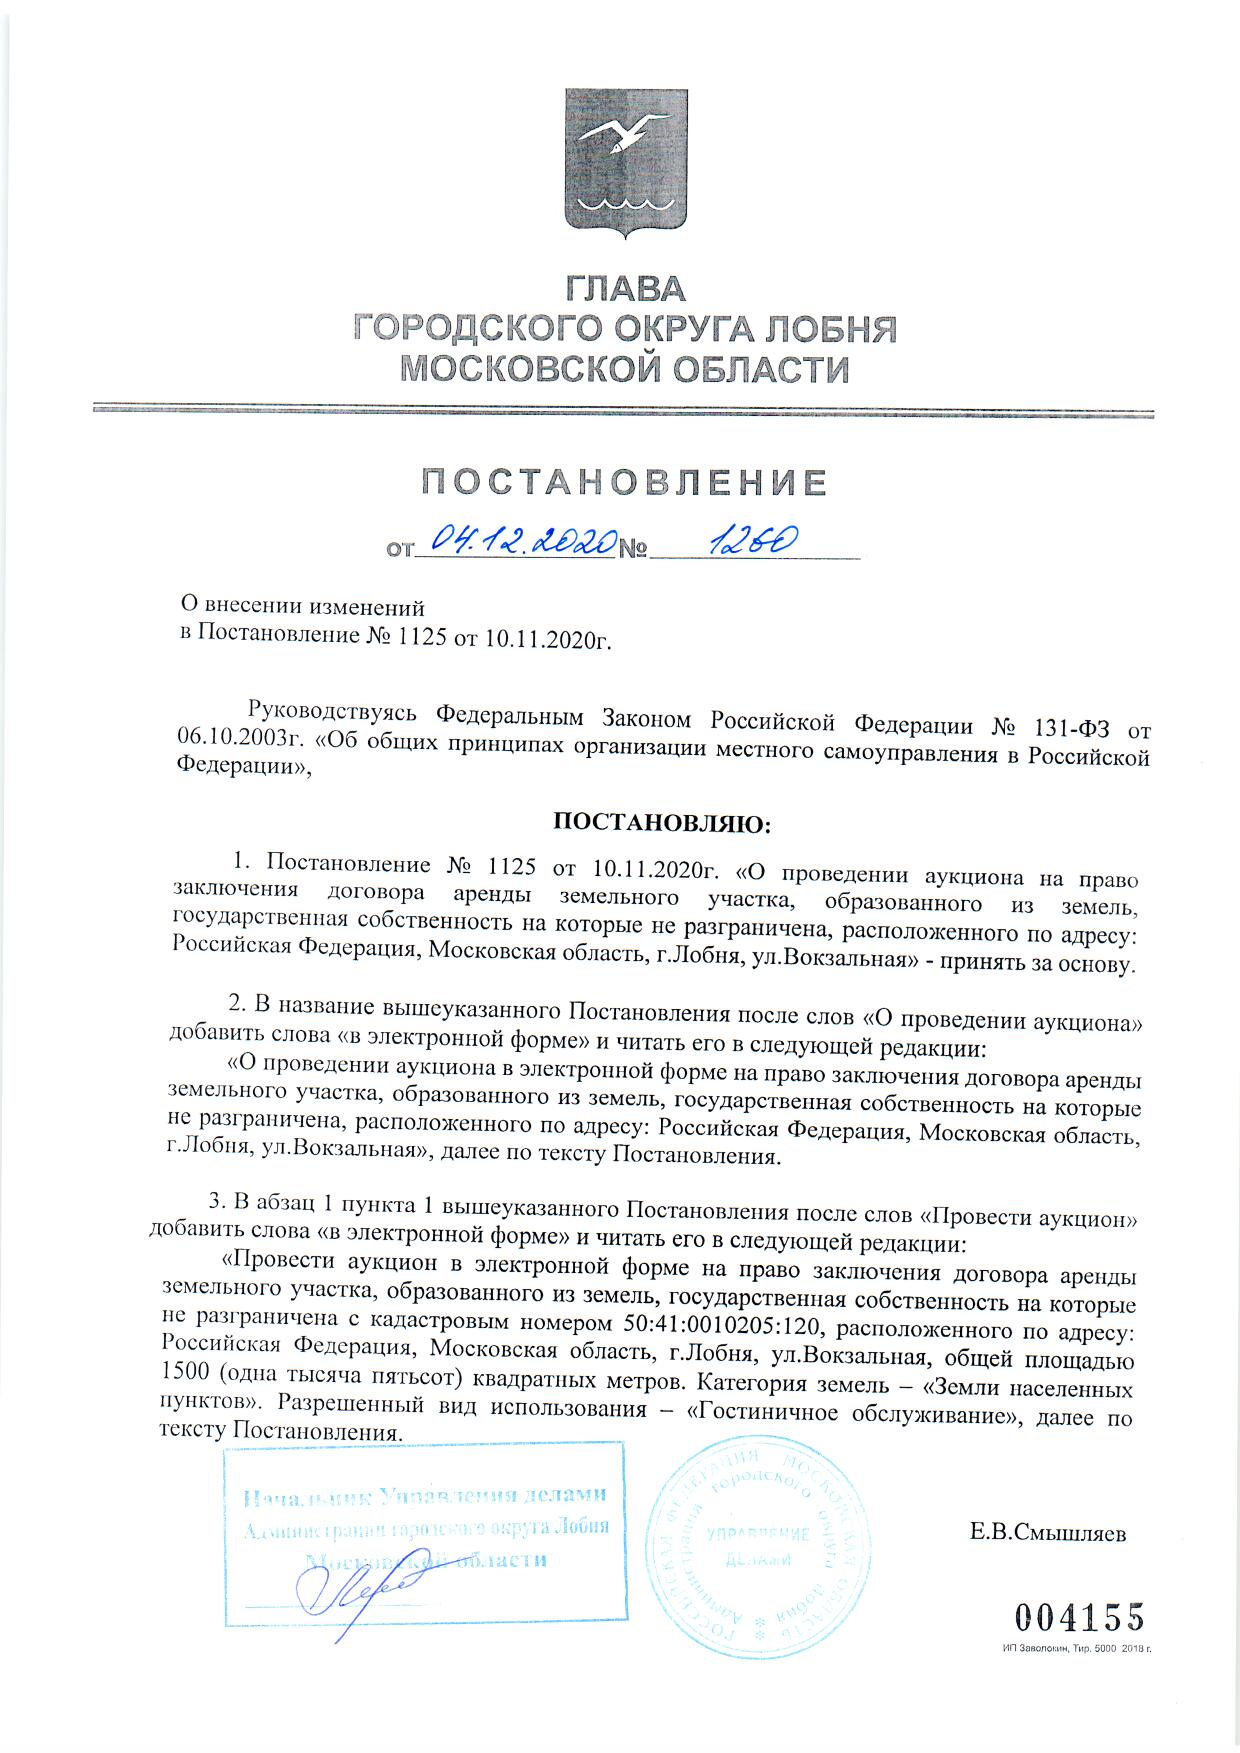 ГЛАВА
ГОРОДСКОГО ОКРУГА ЛОБНЯ
МОСКОВСКОЙ ОБЛАСТИ
ПОСТАНОВЛЕНИЕ
от 04.12.2020 № 1260
О внесении изменений
в Постановление № 1125 от 10.11.2020г.
Руководствуясь Федеральным Законом Российской Федерации № 131-ФЗ от
06.10.2003г. «Об общих принципах организации местного самоуправления в Российской
Федерации»,
ПОСТАНОВЛЯЮ:
1. Постановление № 1125 от 10.11.2020г. «О проведении аукциона на право
заключения договора аренды земельного участка, образованного из земель,
государственная собственность на которые не разграничена, расположенного по адресу:
Российская Федерация, Московская область, г.Лобня, ул.Вокзальная» - принять за основу.
2. В название вышеуказанного Постановления после слов «О проведении аукциона»
добавить слова «в электронной форме» и читать его в следующей редакции:
«О проведении аукциона в электронной форме на право заключения договора аренды
земельного участка, образованного из земель, государственная собственность на которые
не разграничена, расположенного по адресу: Российская Федерация, Московская область,
г.Лобня, ул.Вокзальная», далее по тексту Постановления.
3. В абзац 1 пункта 1 вышеуказанного Постановления после слов «Провести аукцион»
добавить слова «в электронной форме» и читать его в следующей редакции:
«Провести аукцион в электронной форме на право заключения договора аренды
земельного участка, образованного из земель, государственная собственность на которые
не разграничена с кадастровым номером 50:41:0010205:120, расположенного по адресу:
Российская Федерация, Московская область, г.Лобня, ул.Вокзальная, общей площадью
1500 (одна тысяча пятьсот) квадратных метров. Категория земель – «Земли населенных
пунктов». Разрешенный вид использования – «Гостиничное обслуживание», далее по
тексту Постановления.
Начальник Управления делами
Администрации городского округа Лобня
Московской области
РОССИЙСКАЯ ФЕДЕРАЦИЯ МОСКОВСКАЯ ОБЛАСТЬ
Администрация городского округа Лобня
УПРАВЛЕНИЕ
ДЕЛАМИ
Е.В.Смышляев
004155
ИП Заволокин, Тир. 5000 2018 г.